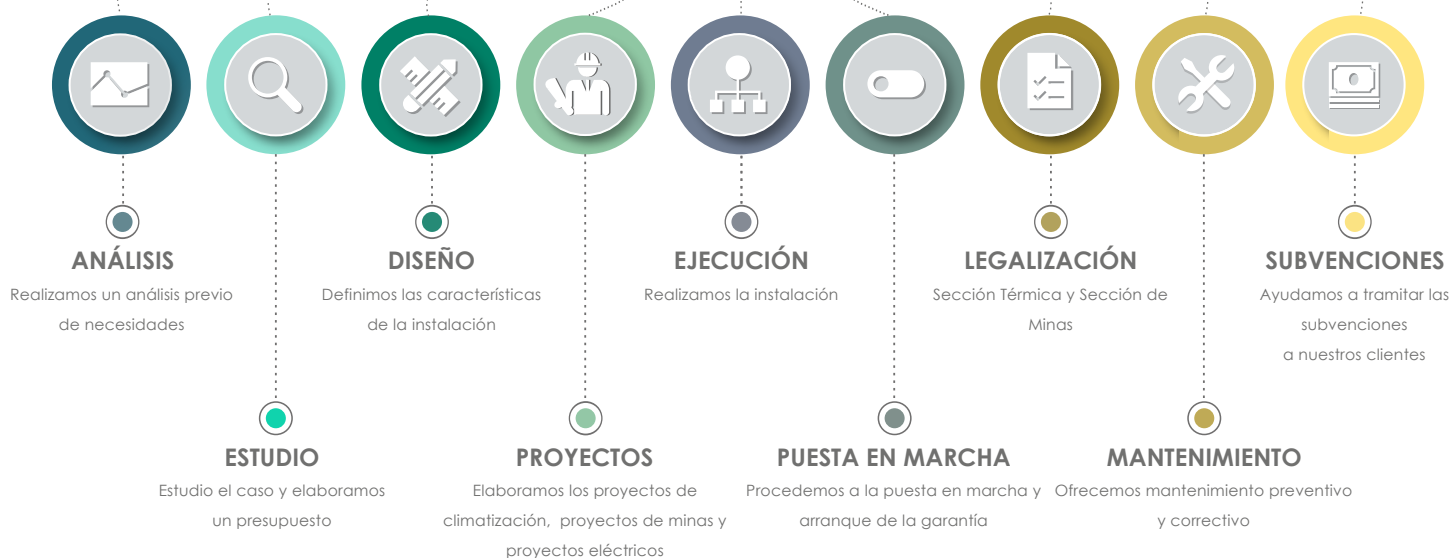 ANÁLISIS
Realizamos un análisis previo
de necesidades
DISEÑO
Definimos las características
de la instalación
EJECUCIÓN
Realizamos la instalación
LEGALIZACIÓN
Sección Térmica y Sección de
Minas
SUBVENCIONES
Ayudamos a tramitar las
subvenciones
a nuestros clientes
ESTUDIO
Estudio el caso y elaboramos
un presupuesto
PROYECTOS
Elaboramos los proyectos de
climatización, proyectos de minas y
proyectos eléctricos
PUESTA EN MARCHA
Procedemos a la puesta en marcha y
arranque de la garantía
MANTENIMIENTO
Ofrecemos mantenimiento preventivo
y correctivo